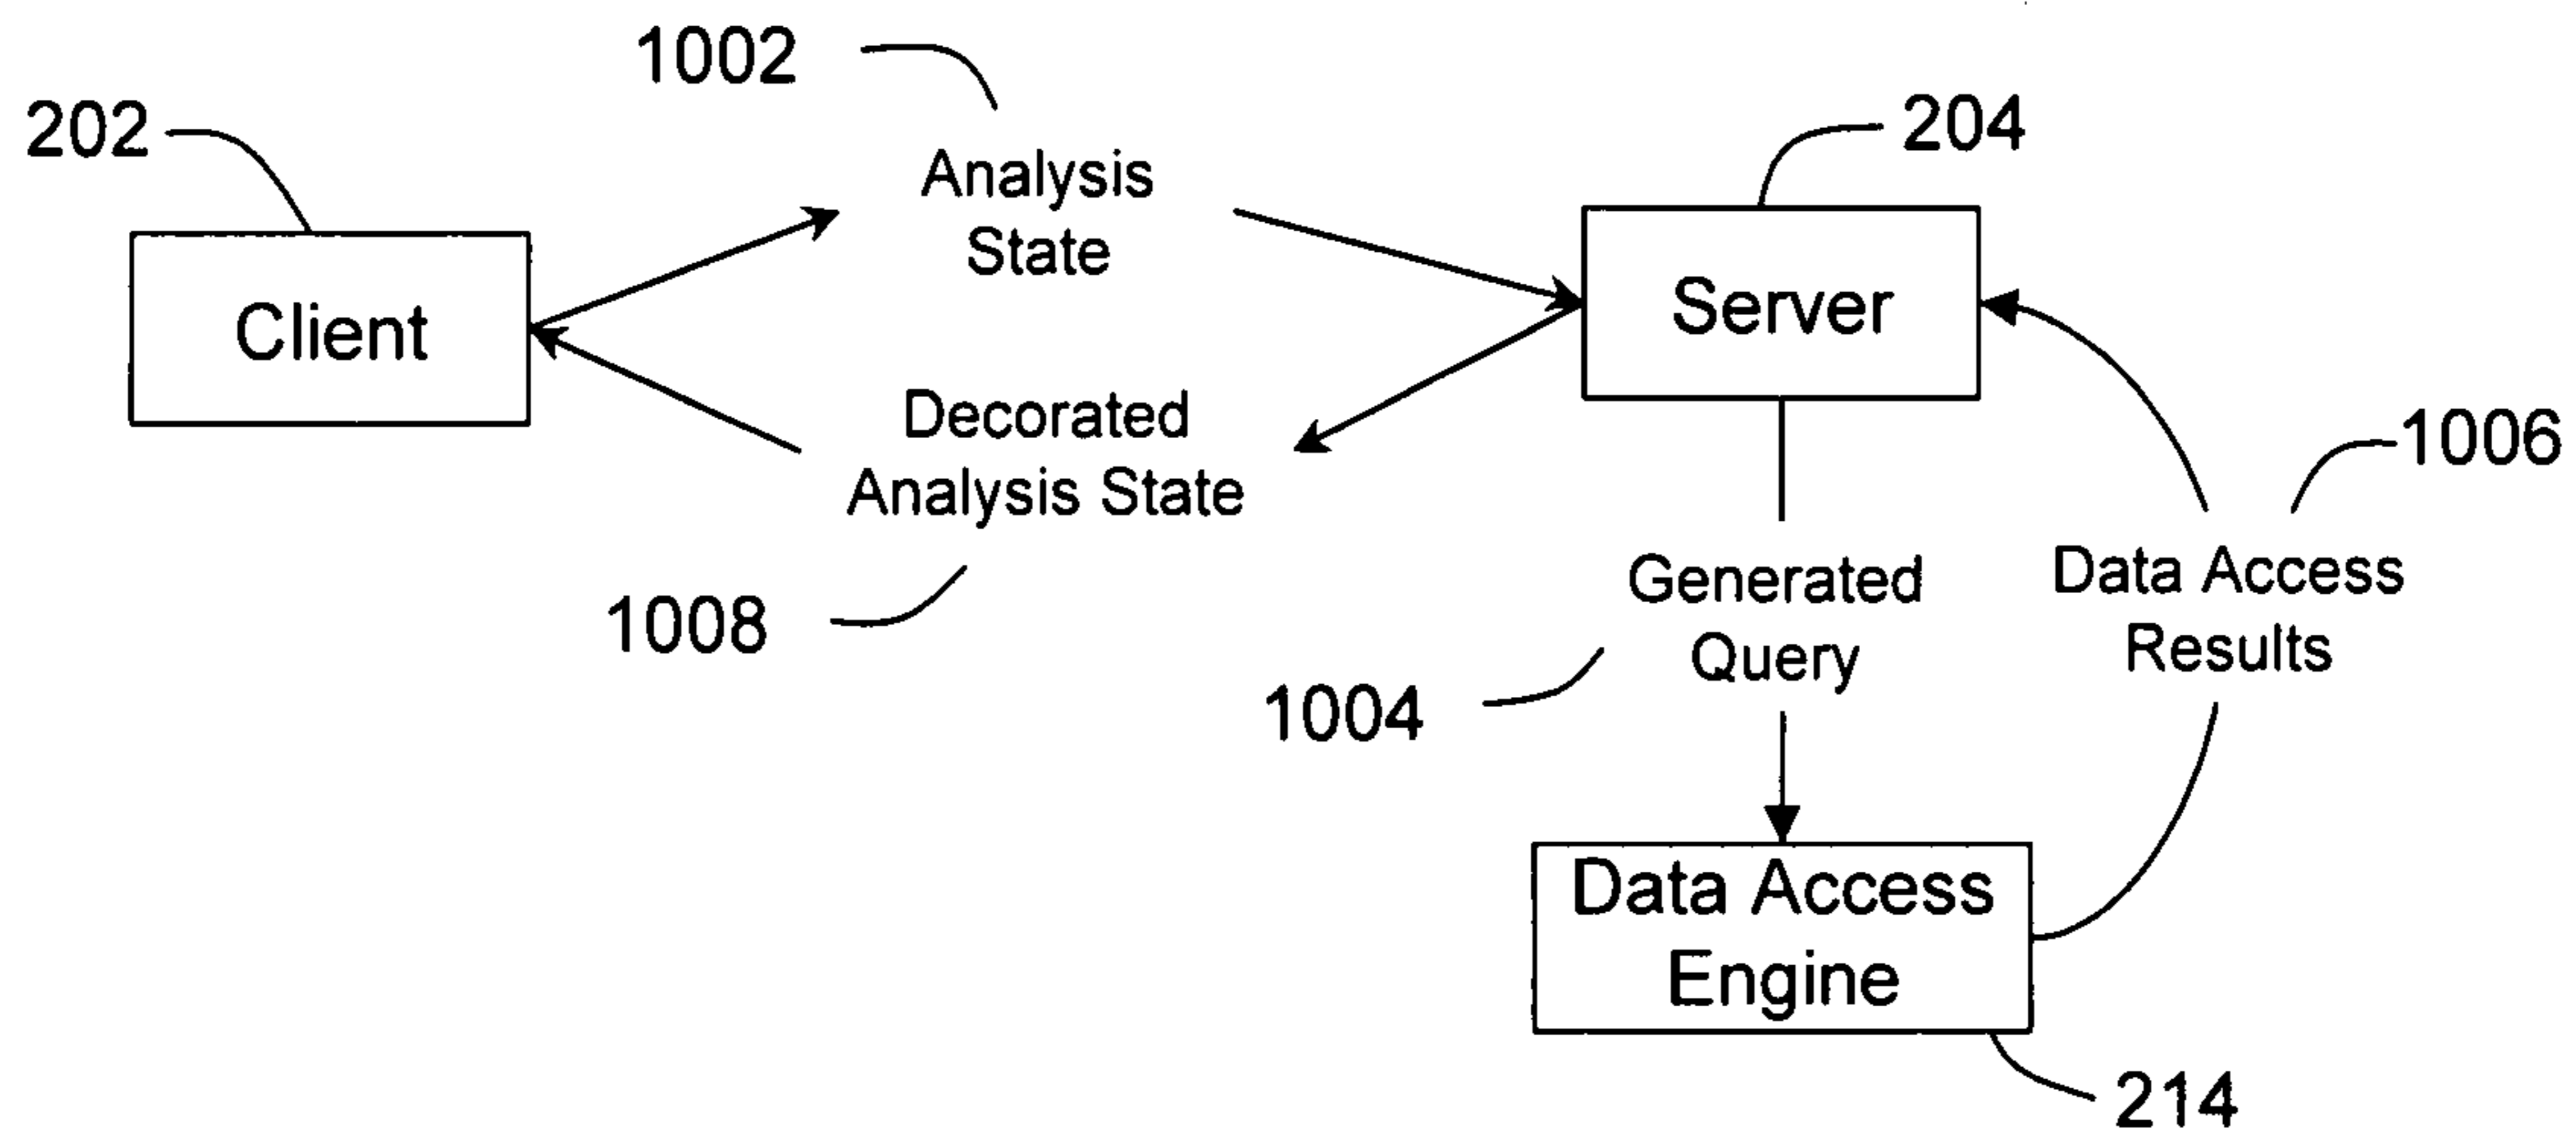 1002
202
204
Analysis
State
Client
Server
Decorated
Analysis State
1006
1008
Generated
Query
Data Access
Results
1004
Data Access
Engine
214